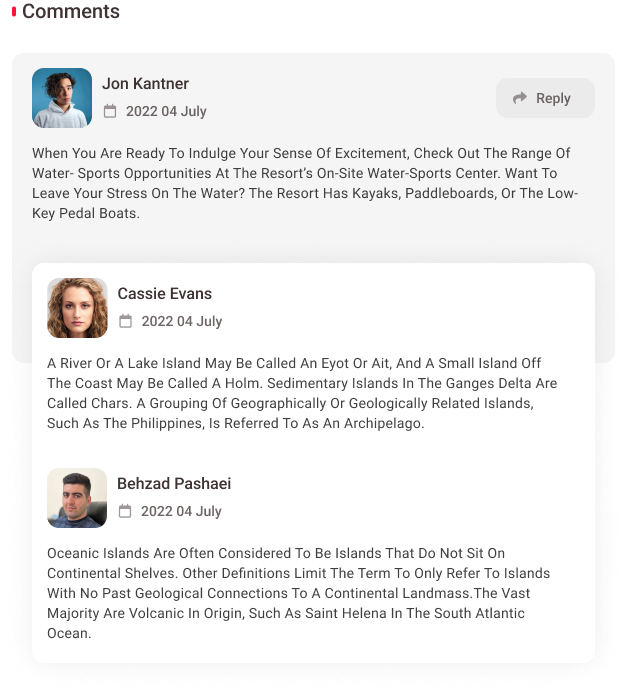 Comments
Jon Kantner
2022 04 July
Reply
When You Are Ready To Indulge Your Sense Of Excitement, Check Out The Range Of
Water- Sports Opportunities At The Resort's On-Site Water-Sports Center. Want To
Leave Your Stress On The Water? The Resort Has Kayaks, Paddleboards, Or The Low-
Key Pedal Boats.
Cassie Evans
2022 04 July
A River Or A Lake Island May Be Called An Eyot Or Ait, And A Small Island Off
The Coast May Be Called A Holm. Sedimentary Islands In The Ganges Delta Are
Called Chars. A Grouping Of Geographically Or Geologically Related Islands,
Such As The Philippines, Is Referred To As An Archipelago.
Behzad Pashaei
2022 04 July
Oceanic Islands Are Often Considered To Be Islands That Do Not Sit On
Continental Shelves. Other Definitions Limit The Term To Only Refer To Islands
With No Past Geological Connections To A Continental Landmass.The Vast
Majority Are Volcanic In Origin, Such As Saint Helena In The South Atlantic
Ocean.